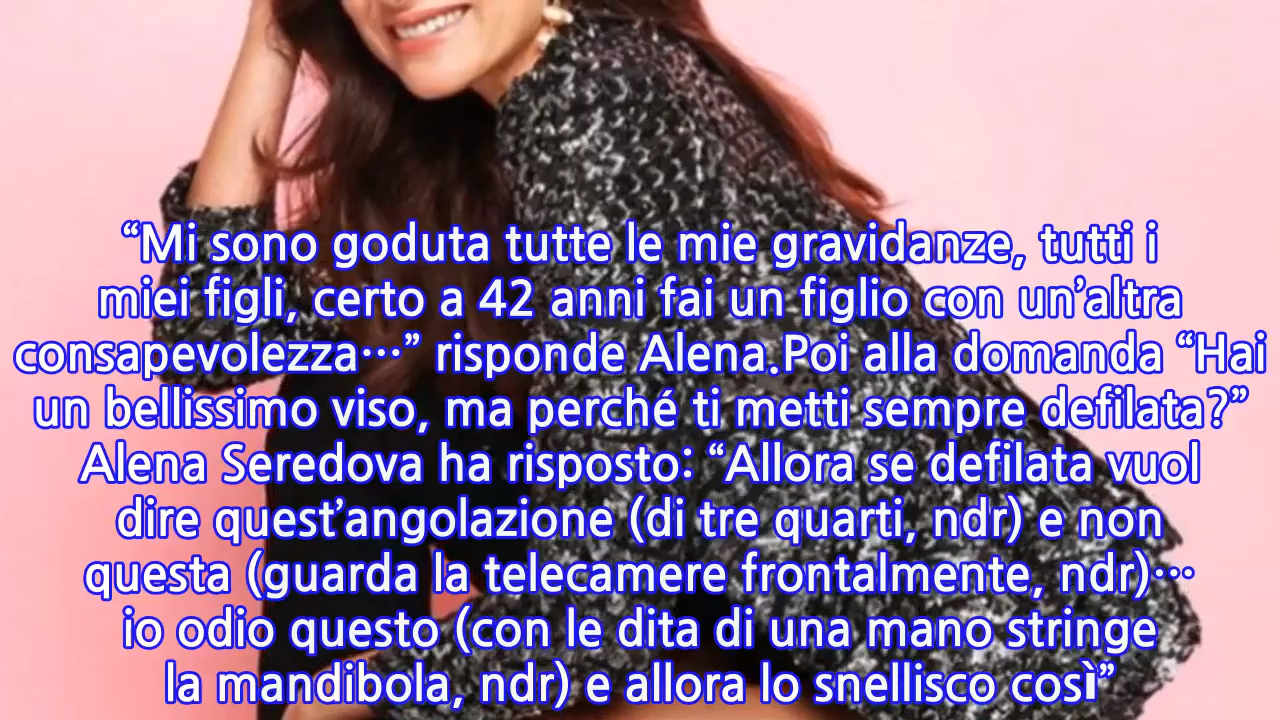 “Mi sono goduta tutte le mie gravidanze, tutti i
miei figli, certo a 42 anni fai un figlio con un’altra
consapevolezza…” risponde Alena.Poi alla domanda “Hai
un bellissimo viso, ma perché ti metti sempre defilata?”
Alena Seredova ha risposto: “Allora se defilata vuol
dire quest’angolazione (di tre quarti, ndr) e non
questa (guarda la telecamere frontalmente, ndr)…
io odio questo (con le dita di una mano stringe
la mandibola, ndr) e allora lo snellisco così”